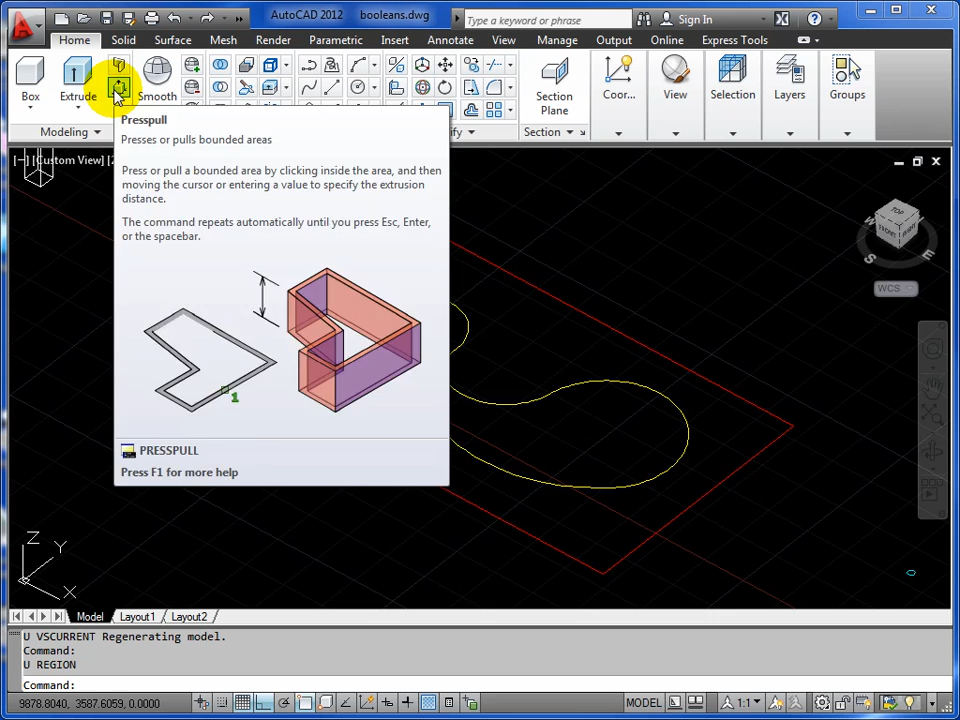 AutoCAD 2012 booleans.dwg
Type a keyword or phrase
Sign In
Home Solid Surface Mesh Render Parametric Insert Annotate View Manage Output Online Express Tools
Box
Extrude
Smooth
Section
Plane
Coor...
View
Selection
Layers
Groups
Modeling
Section
[−] [Custom View]
Presspull
Presses or pulls bounded areas
Press or pull a bounded area by clicking inside the area, and then
moving the cursor or entering a value to specify the extrusion
distance.
The command repeats automatically until you press Esc, Enter,
or the spacebar.
1
PRESSPULL
Press F1 for more help
TOP
S
E
WCS
Z
Y
X
Model Layout1 Layout2
U VSCURRENT Regenerating model.
Command:
U REGION
Command:
9878.8040, 3587.6059, 0.0000
MODEL
1:1